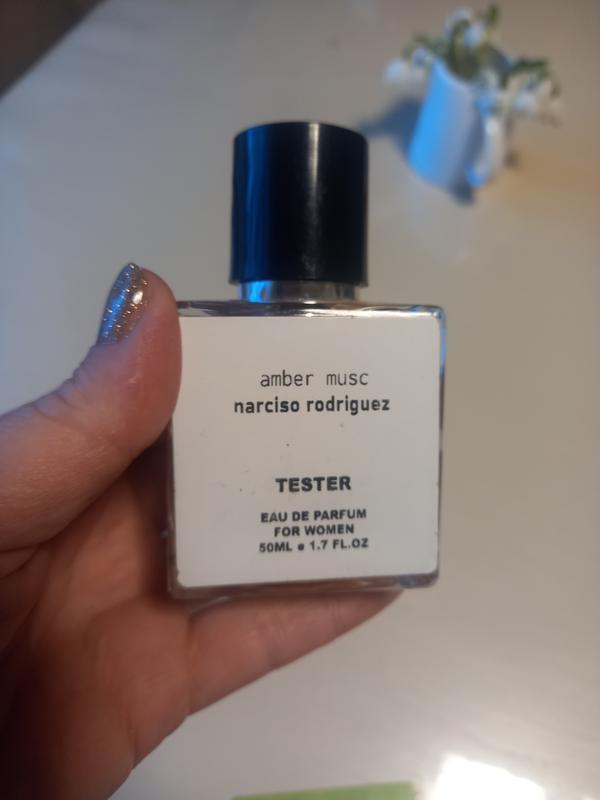 amber musc
narciso rodriguez
TESTER
EAU DE PARFUM
FOR WOMEN
50ML e 1.7 FL.OZ